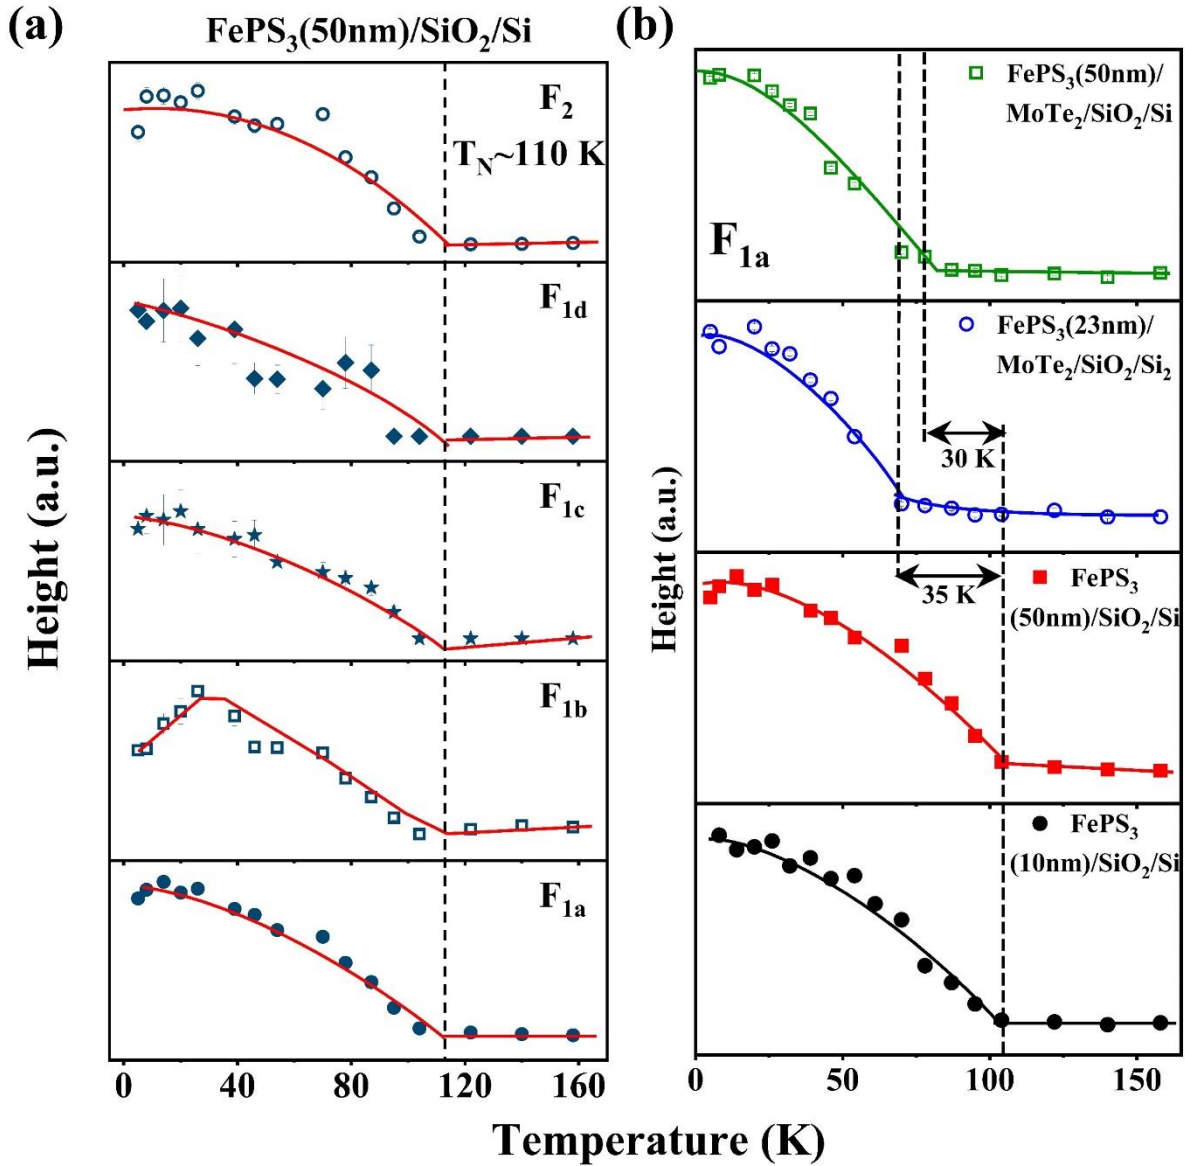 (a)
FePS₃(50nm)/SiO₂/Si
F₂
T_N~110 K
F₁d
F₁c
F₁b
F₁a
0 40 80 120 160
Height (a.u.)
(b)
FePS₃(50nm)/
MoTe₂/SiO₂/Si
F₁a
FePS₃(23nm)/
MoTe₂/SiO₂/Si₂
30 K
35 K
FePS₃
(50nm)/SiO₂/Si
FePS₃
(10nm)/SiO₂/Si
0 50 100 150
Height (a.u.)
Temperature (K)